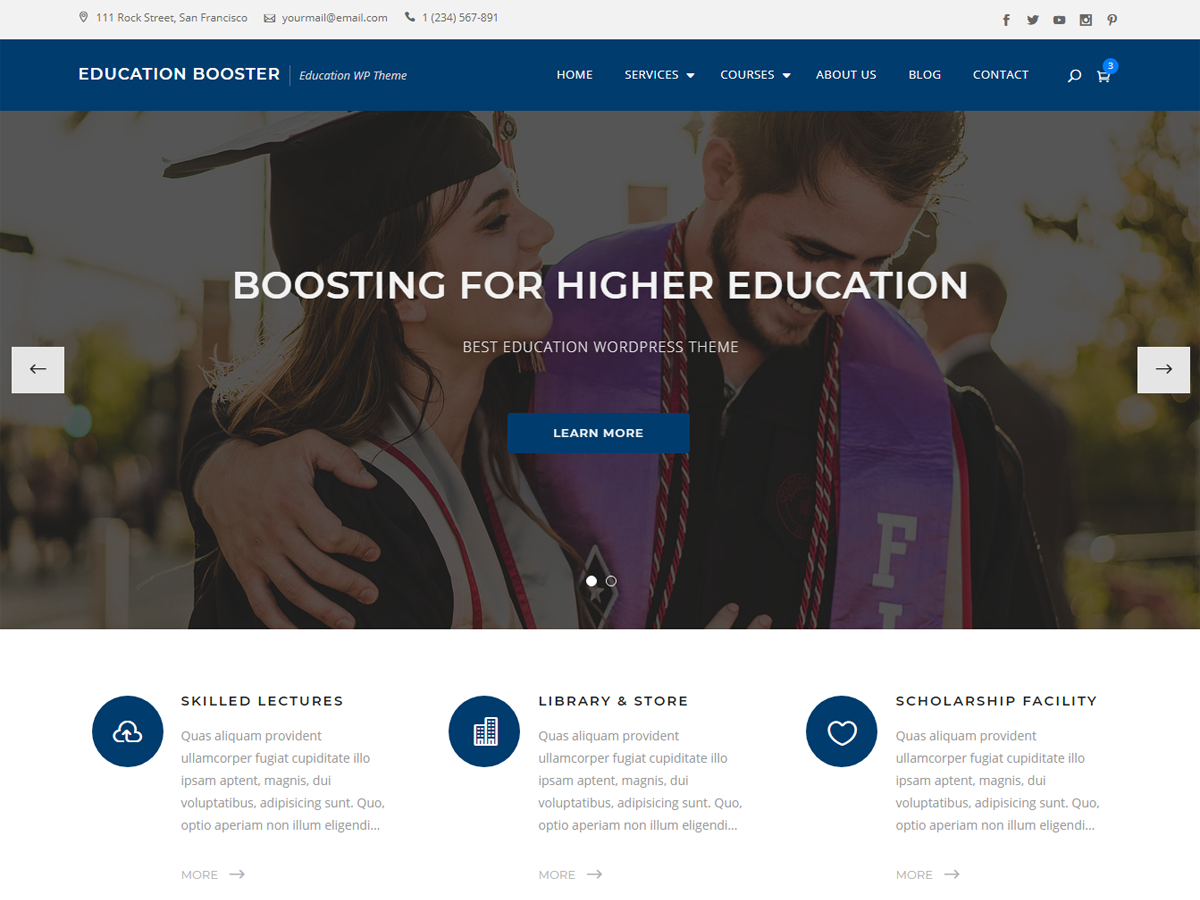 111 Rock Street, San Francisco yourmail@email.com 1 (234) 567-891
EDUCATION BOOSTER Education WP Theme HOME SERVICES COURSES ABOUT US BLOG CONTACT 3
BOOSTING FOR HIGHER EDUCATION
BEST EDUCATION WORDPRESS THEME
LEARN MORE
FI
SKILLED LECTURES
Quas aliquam provident
ullamcorper fugiat cupiditate illo
ipsam aptent, magnis, dui
voluptatibus, adipisicing sunt. Quo,
optio aperiam non illum eligendi...
MORE
LIBRARY & STORE
Quas aliquam provident
ullamcorper fugiat cupiditate illo
ipsam aptent, magnis, dui
voluptatibus, adipisicing sunt. Quo,
optio aperiam non illum eligendi...
MORE
SCHOLARSHIP FACILITY
Quas aliquam provident
ullamcorper fugiat cupiditate illo
ipsam aptent, magnis, dui
voluptatibus, adipisicing sunt. Quo,
optio aperiam non illum eligendi...
MORE